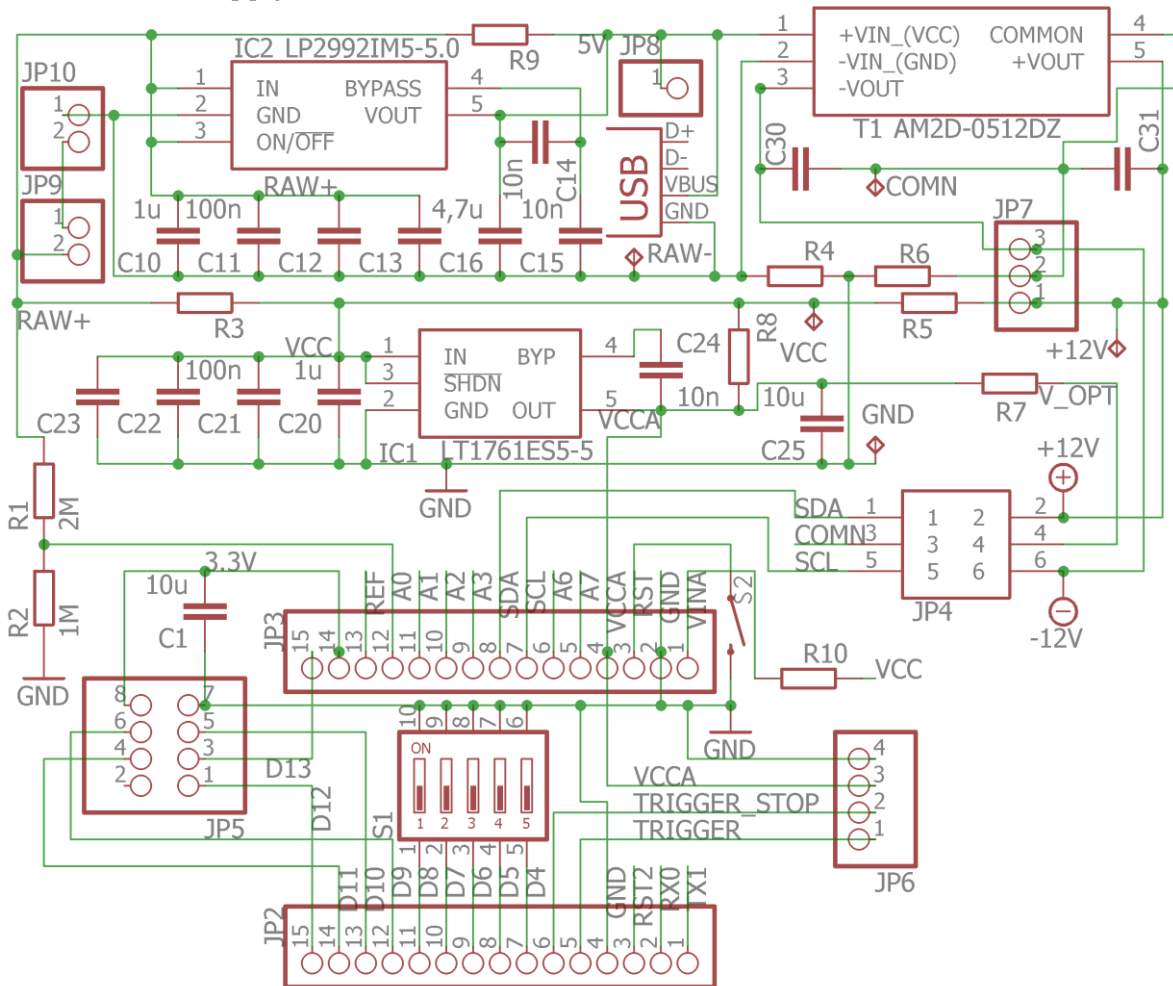 IC2 LP2992IM5-5.0
R9
5V
JP8
1
1 +VIN_(VCC) COMMON 4
2 -VIN_(GND) +VOUT 5
3 -VOUT
T1 AM2D-0512DZ
JP10
1
2
1 IN BYPASS 4
2 GND VOUT 5
3 ON/OFF
10n
C14
USB
D+
D-
VBUS
GND
C30
C31
COMN
JP9
1
2
RAW+
1u 100n 4,7u 10n
C10 C11 C12 C13 C16 C15
RAW-
JP7
3
2
1
R4 R6
RAW+ R3
R8
VCC
R5
+12V
VCC
100n 1u
1 IN BYP 4
3 SHDN
2 GND OUT 5
C24
10n
VCCA
10u
GND
R7
V_OPT
C23 C22 C21 C20
IC1 LT1761ES5-5
C25
GND
+12V
R1
2M
SDA 1 1 2 2
COMN 3 3 4 4
SCL 5 5 6 6
JP4
-12V
3.3V
10u
C1
R2
1M
GND
REF A0 A1 A2 A3 SDA SCL A6 A7 VCCA RST GND VINA
S2
JP3
15 14 13 12 11 10 9 8 7 6 5 4 3 2 1
R10 VCC
GND
8 7
6 5
4 3
2 1
JP5
D13
D12
10 9 8 7 6
ON
1 2 3 4 5
S1
1 2 3 4 5
VCCA
TRIGGER_STOP
TRIGGER
4
3
2
1
JP6
D11 D10 D9 D8 D7 D6 D5 D4 GND RST2 RX0 TX1
JP2
15 14 13 12 11 10 9 8 7 6 5 4 3 2 1